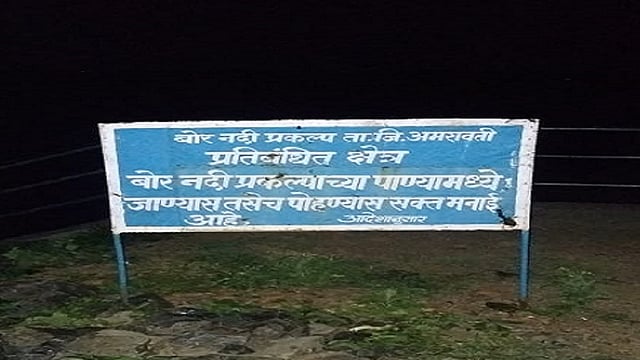 बोर नदी प्रकल्प ता.जि. अमरावती
प्रतिबंधित क्षेत्र
बोर नदी प्रकल्पाच्या पाण्यामध्ये
जाण्यास तसेच पोहण्यास सक्त मनाई
आहे. आदेशानुसार